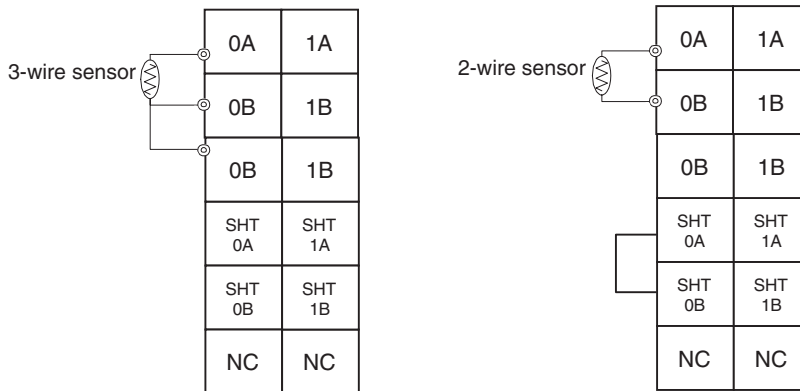 3-wire sensor
0A 1A
0B 1B
0B 1B
SHT 0A SHT 1A
SHT 0B SHT 1B
NC NC
2-wire sensor
0A 1A
0B 1B
0B 1B
SHT 0A SHT 1A
SHT 0B SHT 1B
NC NC